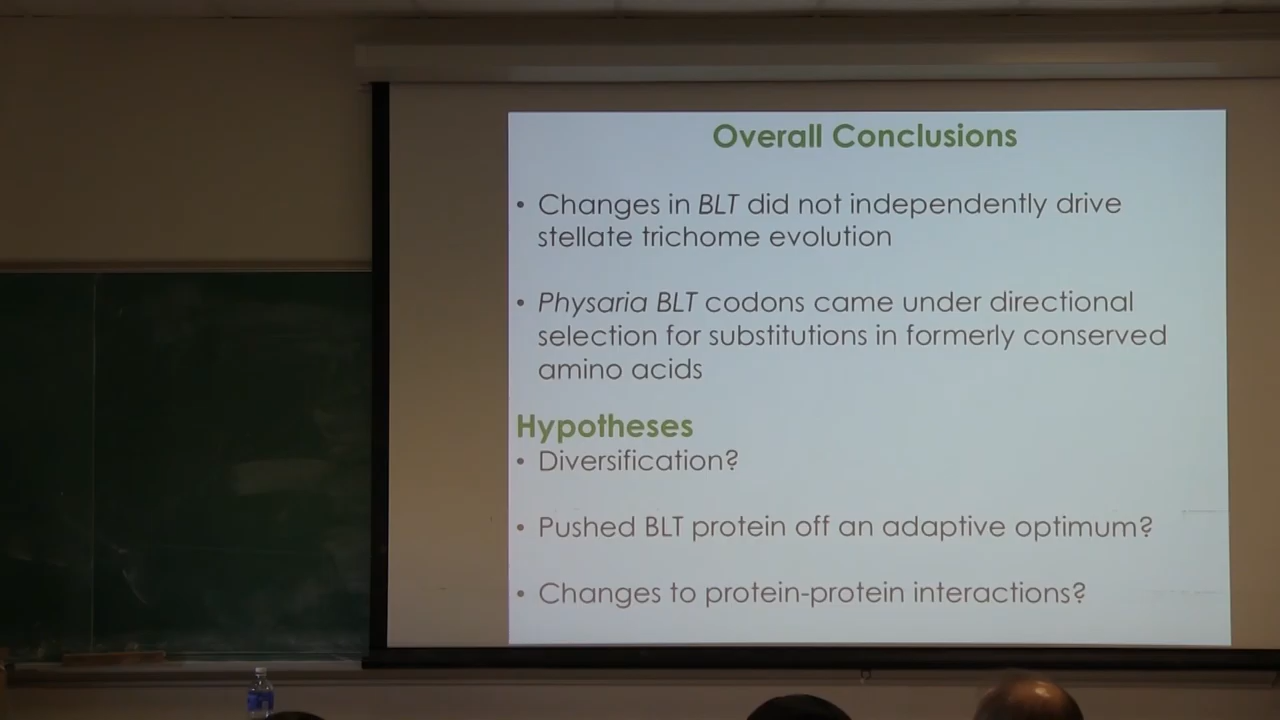 Overall Conclusions
• Changes in BLT did not independently drive
stellate trichome evolution
• Physaria BLT codons came under directional
selection for substitutions in formerly conserved
amino acids
Hypotheses
• Diversification?
• Pushed BLT protein off an adaptive optimum?
• Changes to protein-protein interactions?